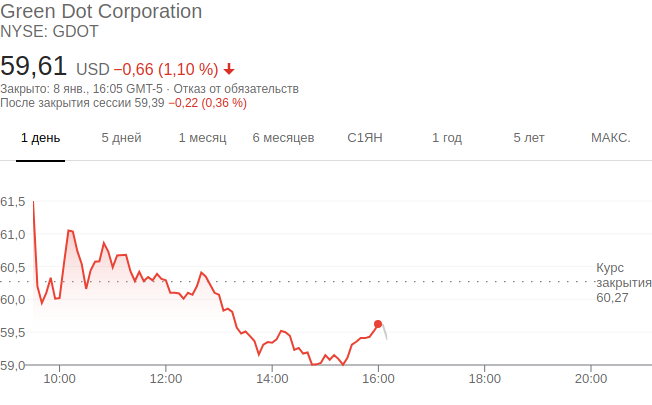 Green Dot Corporation
NYSE: GDOT
59,61 USD −0,66 (1,10 %)
Закрыто: 8 янв., 16:05 GMT-5 · Отказ от обязательств
После закрытия сессии 59,39 −0,22 (0,36 %)
1 день 5 дней 1 месяц 6 месяцев С1ЯН 1 год 5 лет МАКС.
61,5
61,0
60,5
60,0
59,5
59,0
Курс
закрытия
60,27
10:00 12:00 14:00 16:00 18:00 20:00